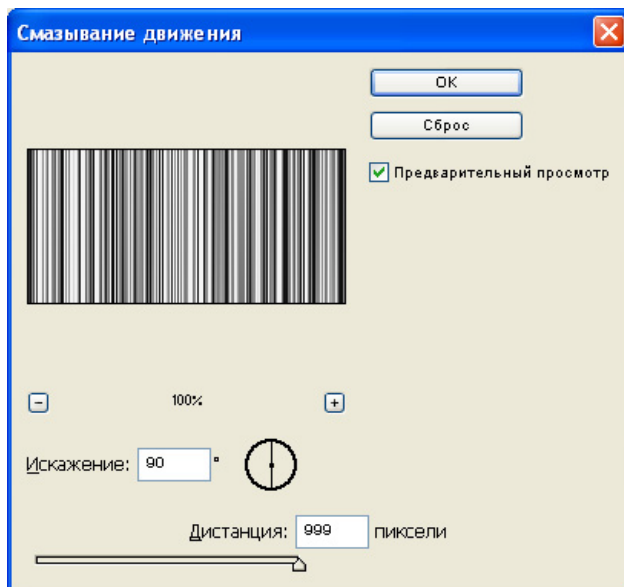 Смазывание движения
OK
Сброс
Предварительный просмотр
100%
Искажение: 90 °
Дистанция: 999 пиксели